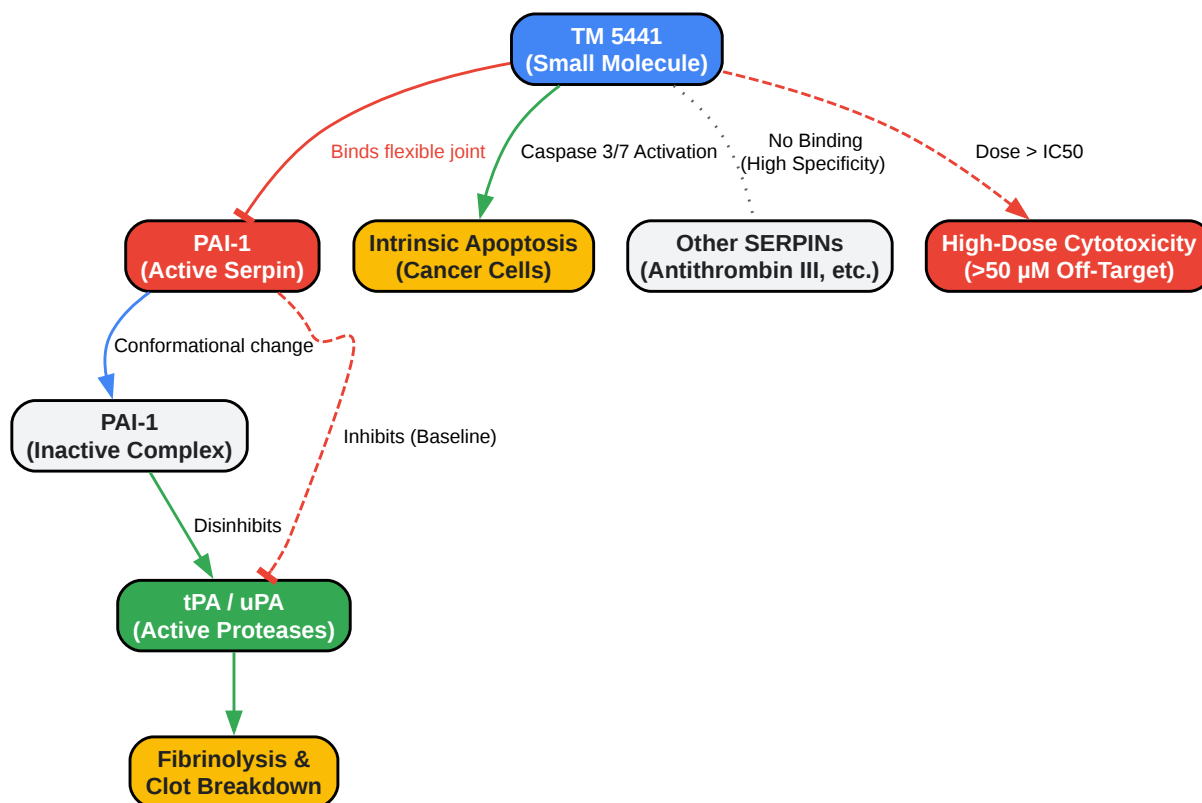 TM 5441
(Small Molecule)
Binds flexible joint
Caspase 3/7 Activation
No Binding
(High Specificity)
Dose > IC50
PAI-1
(Active Serpin)
Intrinsic Apoptosis
(Cancer Cells)
Other SERPINs
(Antithrombin III, etc.)
High-Dose Cytotoxicity
(>50 µM Off-Target)
Conformational change
PAI-1
(Inactive Complex)
Inhibits (Baseline)
Disinhibits
tPA / uPA
(Active Proteases)
Fibrinolysis &
Clot Breakdown